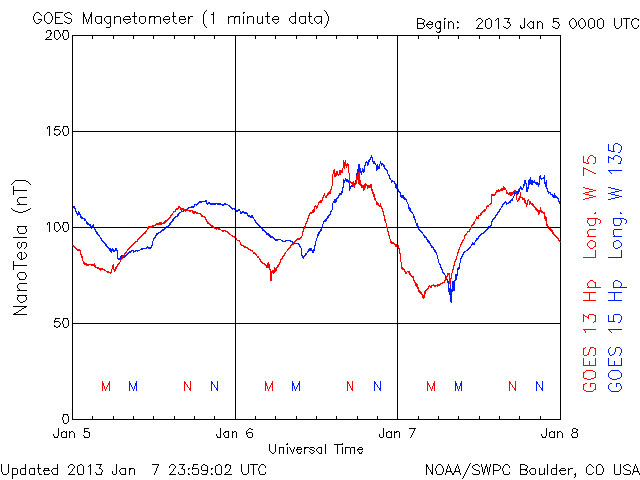 GOES Magnetometer (1 minute data)
Begin: 2013 Jan 5 0000 UTC
200
150
100
50
0
NanoTesla (nT)
M M N N M M N N M M N N
Jan 5 Jan 6 Jan 7 Jan 8
Universal Time
GOES 13 Hp Long. W 75
GOES 15 Hp Long. W 135
Updated 2013 Jan 7 23:59:02 UTC
NOAA/SWPC Boulder, CO USA